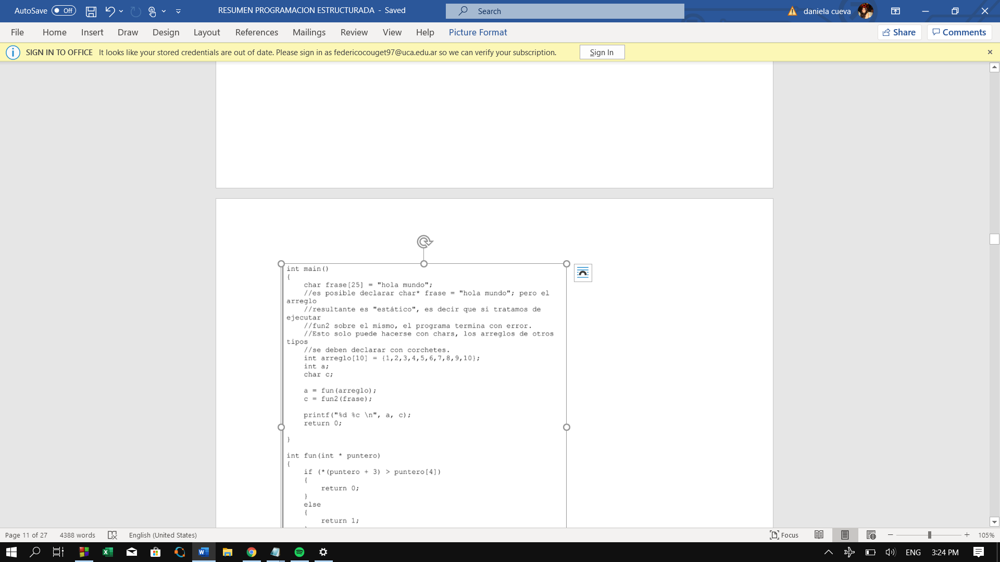 AutoSave Off
RESUMEN PROGRAMACION ESTRUCTURADA - Saved
Search
daniela cueva
File Home Insert Draw Design Layout References Mailings Review View Help Picture Format
Share Comments
SIGN IN TO OFFICE It looks like your stored credentials are out of date. Please sign in as federicocouget97@uca.edu.ar so we can verify your subscription. Sign In
int main()
{
char frase[25] = "hola mundo";
//es posible declarar char* frase = "hola mundo"; pero el
arreglo
//resultante es "estático", es decir que si tratamos de
ejecutar
//fun2 sobre el mismo, el programa termina con error.
//Esto solo puede hacerse con chars, los arreglos de otros
tipos
//se deben declarar con corchetes.
int arreglo[10] = {1,2,3,4,5,6,7,8,9,10};
int a;
char c;
a = fun(arreglo);
c = fun2(frase);
printf("%d %c \n", a, c);
return 0;
}
int fun(int * puntero)
{
if (*(puntero + 3) > puntero[4])
{
return 0;
}
else
{
return 1;
Page 11 of 27 4388 words English (United States) Focus 105%
ENG 3:24 PM